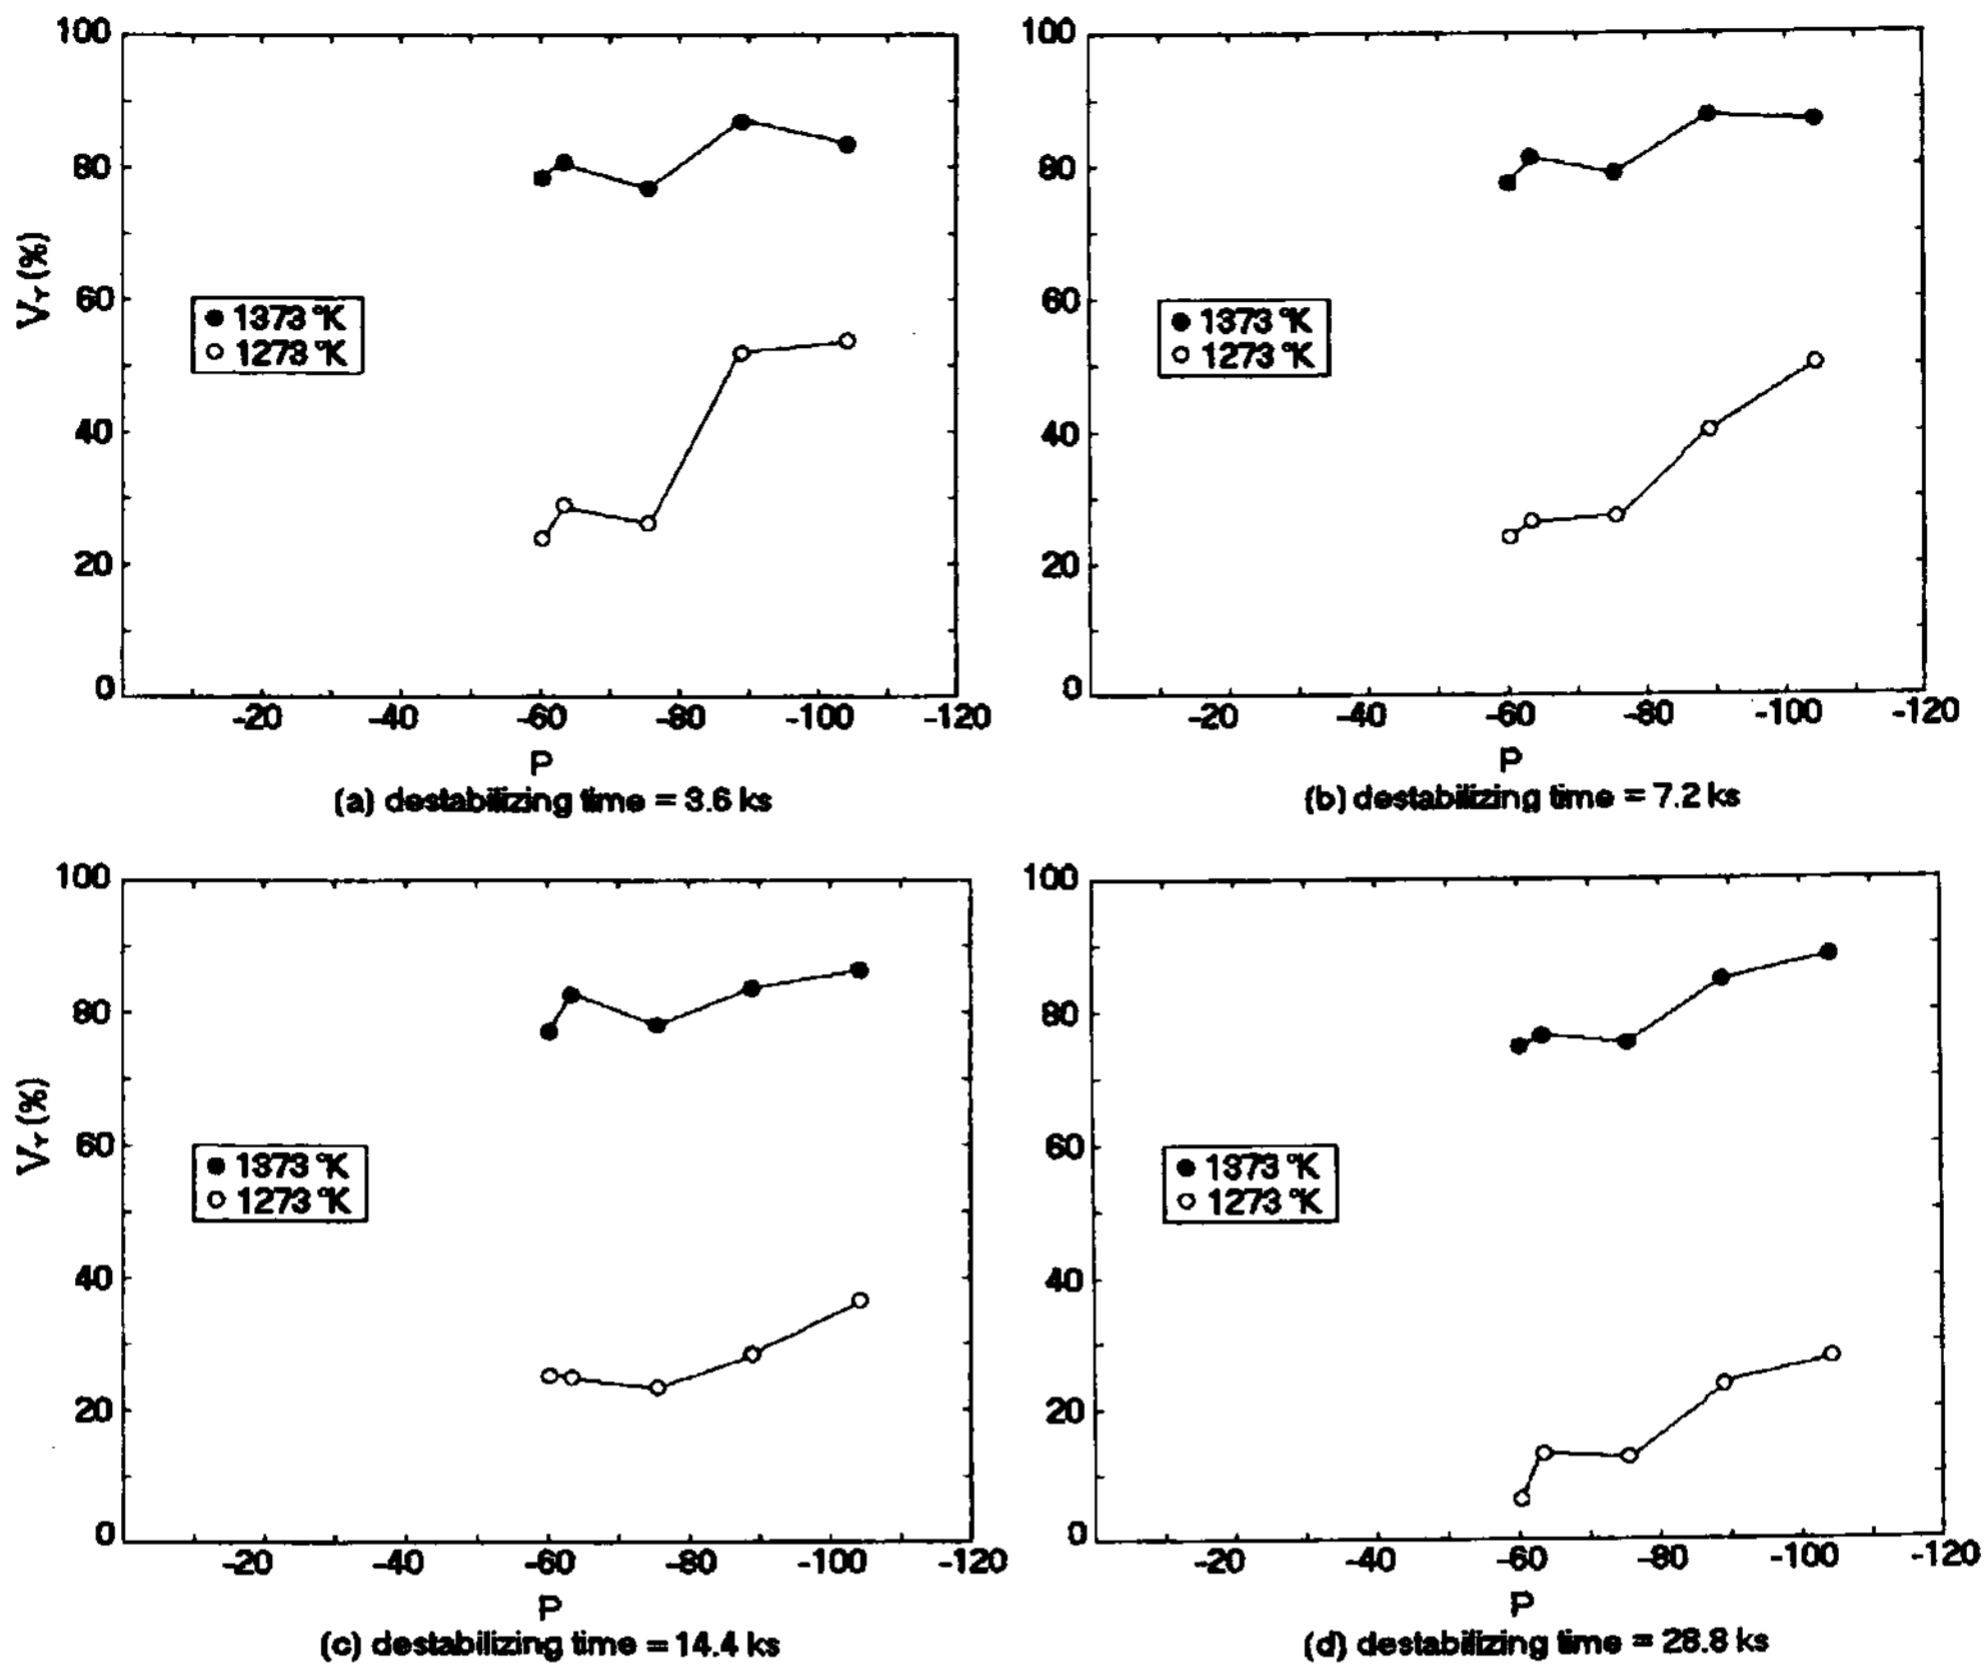 100
80
60
40
20
0
Vγ (%)
● 1373 °K
○ 1273 °K
-20 -40 -60 -80 -100 -120
P
(a) destabilizing time = 3.6 ks
100
80
60
40
20
0
● 1373 °K
○ 1273 °K
-20 -40 -60 -80 -100 -120
P
(b) destabilizing time = 7.2 ks
100
80
60
40
20
0
Vγ (%)
● 1373 °K
○ 1273 °K
-20 -40 -60 -80 -100 -120
P
(c) destabilizing time = 14.4 ks
100
80
60
40
20
0
● 1373 °K
○ 1273 °K
-20 -40 -60 -80 -100 -120
P
(d) destabilizing time = 28.8 ks